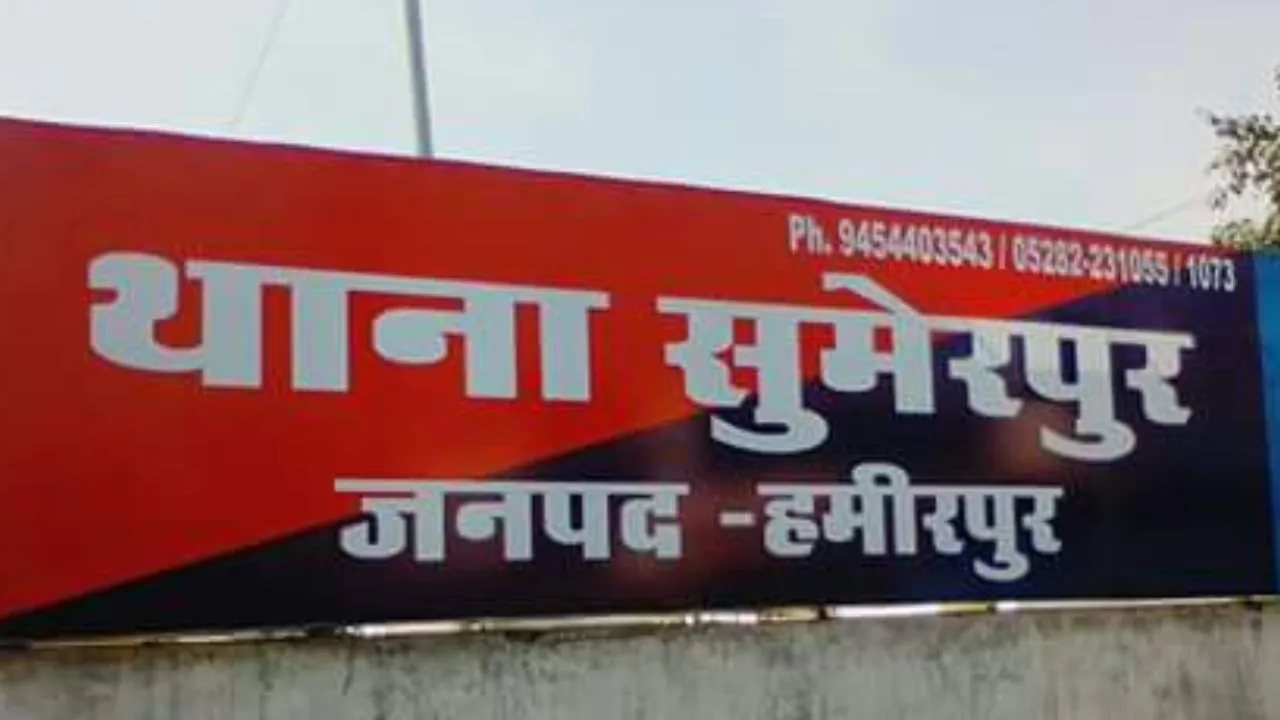 Ph. 9454403543 / 05282-231055 / 1073
थाना सुमेरपुर
जनपद -हमीरपुर